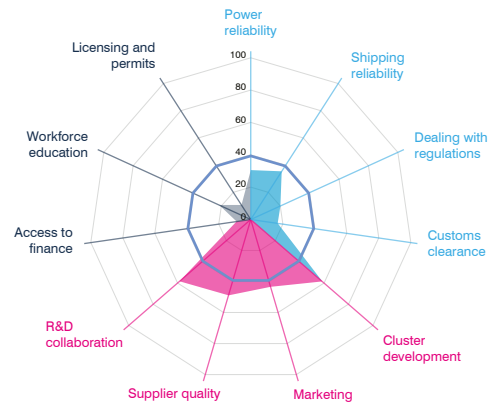 Power
reliability
Shipping
reliability
Dealing with
regulations
Customs
clearance
Cluster
development
Marketing
Supplier quality
R&D
collaboration
Access to
finance
Workforce
education
Licensing and
permits
100
80
60
40
20
0